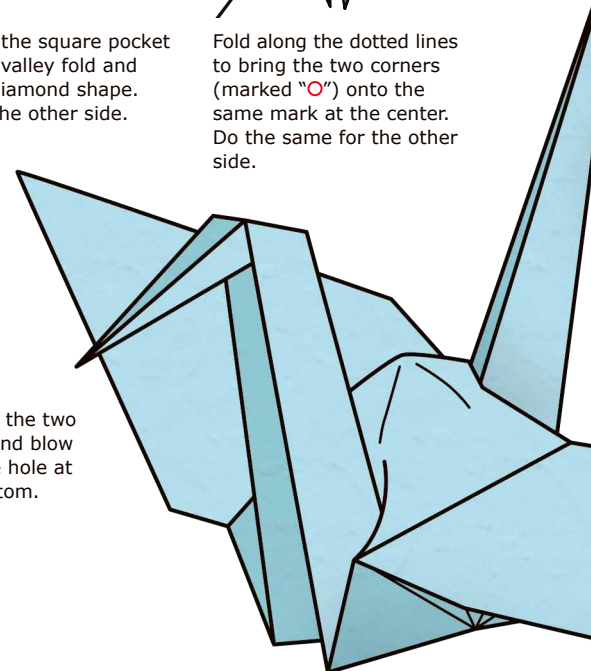 the square pocket
valley fold and
iamond shape.
he other side.
Fold along the dotted lines
to bring the two corners
(marked “O”) onto the
same mark at the center.
Do the same for the other
side.
the two
nd blow
hole at
tom.